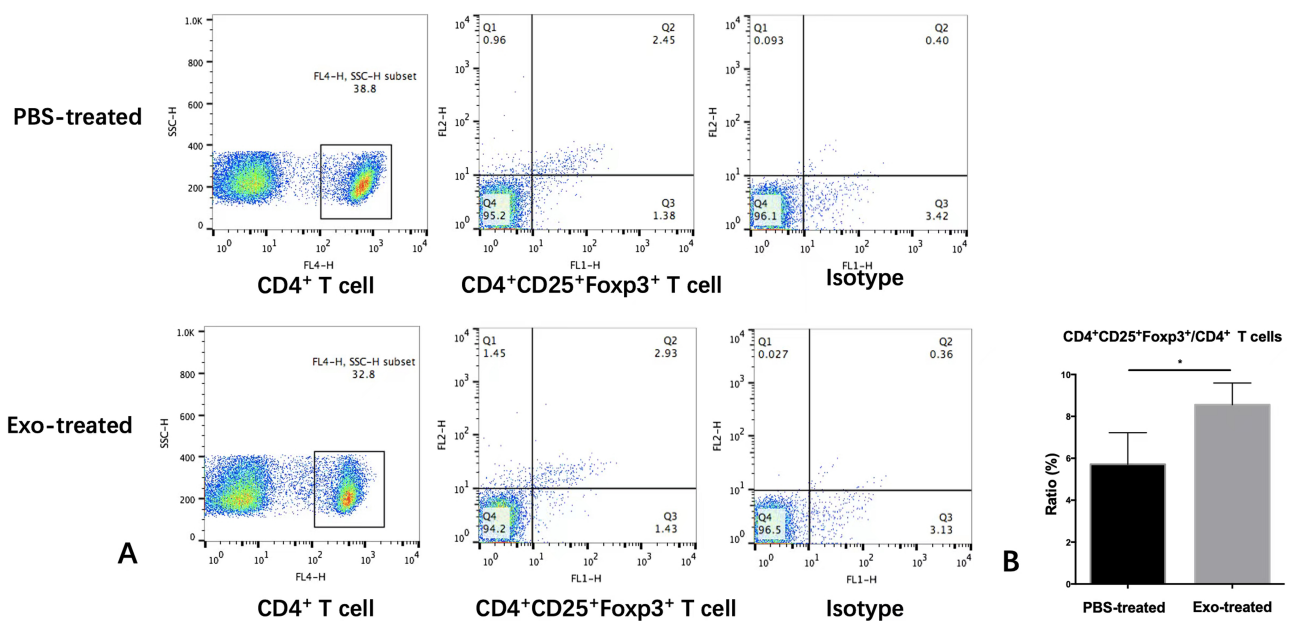 PBS-treated
1.0K
800
600
400
200
0
SSC-H
FL4-H, SSC-H subset
38.8
10⁰ 10¹ 10² 10³ 10⁴
FL4-H
CD4⁺ T cell
10⁴
10³
10²
10¹
10⁰
FL2-H
Q1
0.96
Q2
2.45
Q4
95.2
Q3
1.38
10⁰ 10¹ 10² 10³ 10⁴
FL1-H
CD4⁺CD25⁺Foxp3⁺ T cell
10⁴
10³
10²
10¹
10⁰
FL2-H
Q1
0.093
Q2
0.40
Q4
96.1
Q3
3.42
10⁰ 10¹ 10² 10³ 10⁴
FL1-H
Isotype
Exo-treated
1.0K
800
600
400
200
0
SSC-H
FL4-H, SSC-H subset
32.8
10⁰ 10¹ 10² 10³ 10⁴
FL4-H
CD4⁺ T cell
10⁴
10³
10²
10¹
10⁰
FL2-H
Q1
1.45
Q2
2.93
Q4
94.2
Q3
1.43
10⁰ 10¹ 10² 10³ 10⁴
FL1-H
CD4⁺CD25⁺Foxp3⁺ T cell
10⁴
10³
10²
10¹
10⁰
FL2-H
Q1
0.027
Q2
0.36
Q4
96.5
Q3
3.13
10⁰ 10¹ 10² 10³ 10⁴
FL1-H
Isotype
A
B
CD4⁺CD25⁺Foxp3⁺/CD4⁺ T cells
*
10
8
6
4
2
0
Ratio (%)
PBS-treated Exo-treated